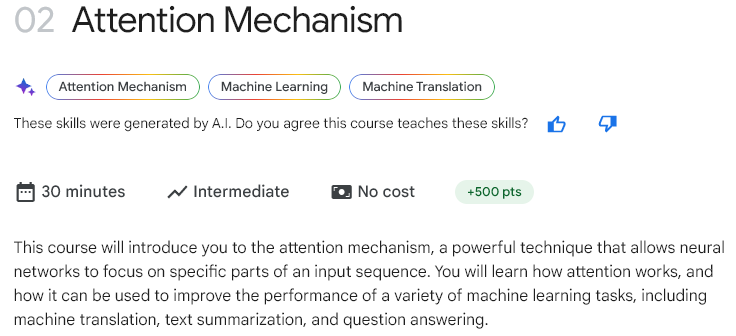 02 Attention Mechanism
Attention Mechanism Machine Learning Machine Translation
These skills were generated by A.I. Do you agree this course teaches these skills?
30 minutes Intermediate No cost +500 pts
This course will introduce you to the attention mechanism, a powerful technique that allows neural
networks to focus on specific parts of an input sequence. You will learn how attention works, and
how it can be used to improve the performance of a variety of machine learning tasks, including
machine translation, text summarization, and question answering.